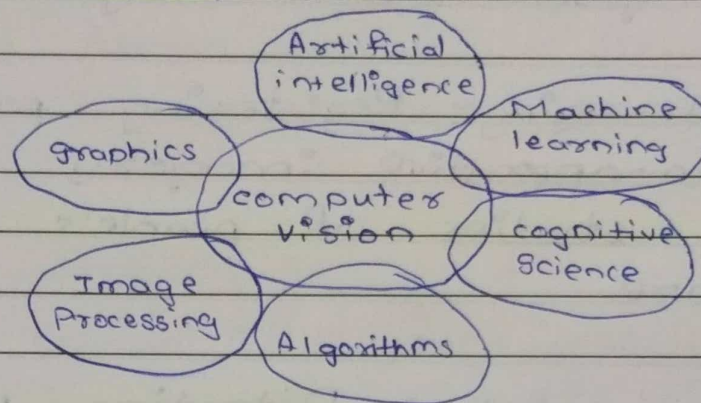 Artificial
intelligence
Machine
learning
graphics
computer
vision
cognitive
Science
Image
Processing
Algorithms